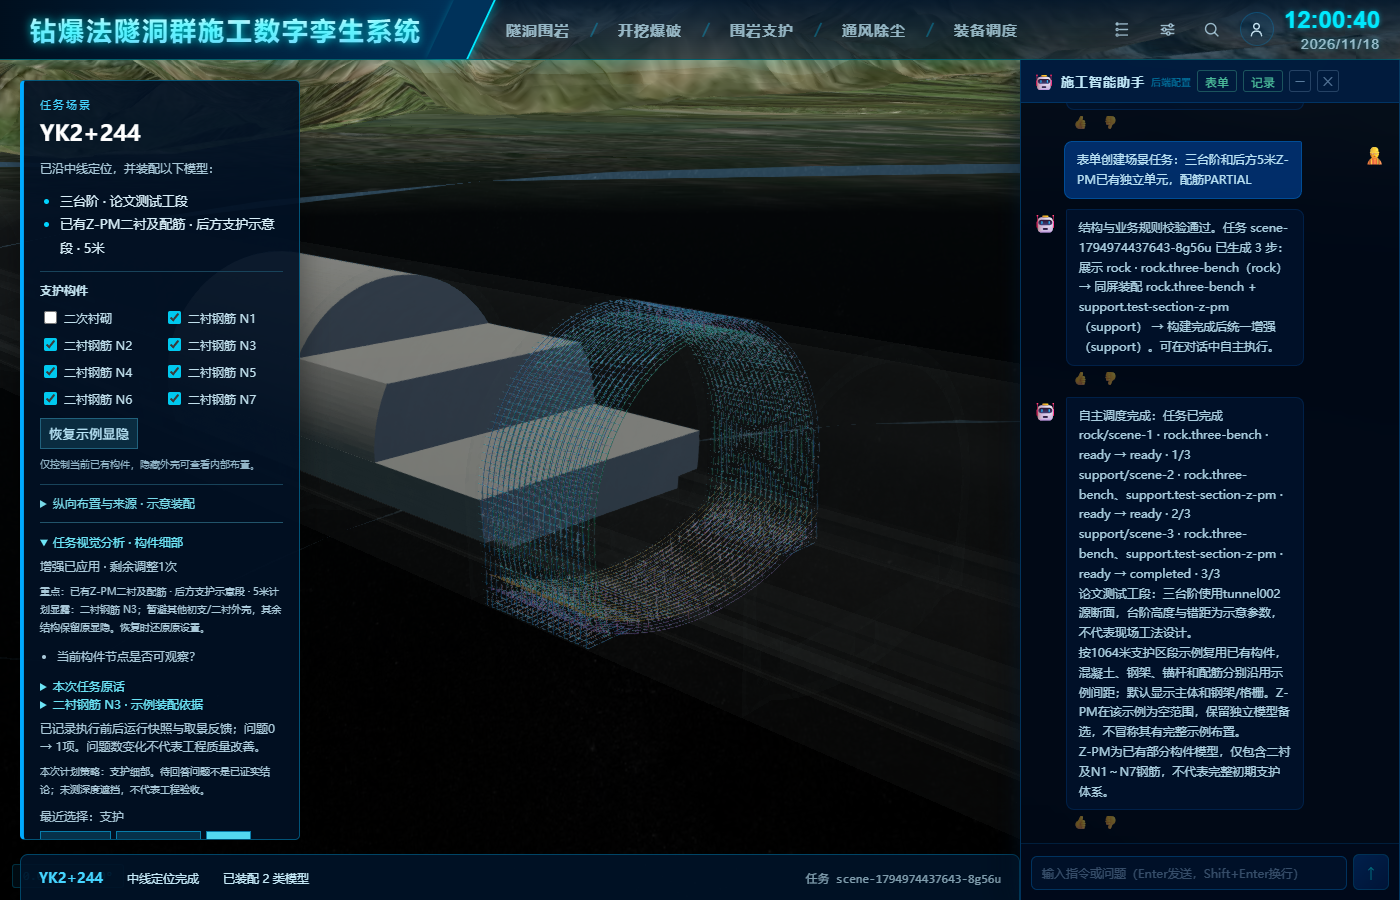 钻爆法隧洞群施工数字孪生系统
隧洞围岩 / 开挖爆破 / 围岩支护 / 通风除尘 / 装备调度
12:00:40
2026/11/18
任务场景
YK2+244
已沿中线定位，并装配以下模型：
三台阶 · 论文测试工段
已有Z-PM二衬及配筋 · 后方支护示意
段 · 5米
支护构件
二次衬砌
二衬钢筋 N1
二衬钢筋 N2
二衬钢筋 N3
二衬钢筋 N4
二衬钢筋 N5
二衬钢筋 N6
二衬钢筋 N7
恢复示例显隐
仅控制当前已有构件，隐藏外壳可查看内部布置。
纵向布置与来源 · 示意装配
任务视觉分析 · 构件细部
增强已应用 · 剩余调整1次
重点：已有Z-PM二衬及配筋 · 后方支护示意段 · 5米计
划显露：二衬钢筋 N3；暂避其他初支/二衬外壳，其余
结构保留原显隐。恢复时还原原设置。
当前构件节点是否可观察？
本次任务原话
二衬钢筋 N3 · 示例装配依据
已记录执行前后运行快照与取景反馈；问题0
→ 1项。问题数变化不代表工程质量改善。
本次计划策略：支护细部。待回答问题不是已证实结
论；未测深度遮挡，不代表工程验收。
最近选择：支护
YK2+244 中线定位完成 已装配 2 类模型
任务 scene-1794974437643-8g56u
施工智能助手 后端配置 表单 记录
表单创建场景任务：三台阶和后方5米Z-
PM已有独立单元，配筋PARTIAL
结构与业务规则校验通过。任务 scene-
1794974437643-8g56u 已生成 3 步：
展示 rock · rock.three-bench（rock）
→ 同屏装配 rock.three-bench +
support.test-section-z-pm
（support） → 构建完成后统一增强
（support）。可在对话中自主执行。
自主调度完成：任务已完成
rock/scene-1 · rock.three-bench ·
ready → ready · 1/3
support/scene-2 · rock.three-
bench、support.test-section-z-pm ·
ready → ready · 2/3
support/scene-3 · rock.three-
bench、support.test-section-z-pm ·
ready → completed · 3/3
论文测试工段：三台阶使用tunnel002
源断面，台阶高度与错距为示意参数，
不代表现场工法设计。
按1064米支护区段示例复用已有构件，
混凝土、钢架、锚杆和配筋分别沿用示
例间距；默认显示主体和钢架/格栅。Z-
PM在该示例为空范围，保留独立模型备
选，不冒称其有完整示例布置。
Z-PM为已有部分构件模型，仅包含二衬
及N1～N7钢筋，不代表完整初期支护
体系。
输入指令或问题（Enter发送，Shift+Enter换行）